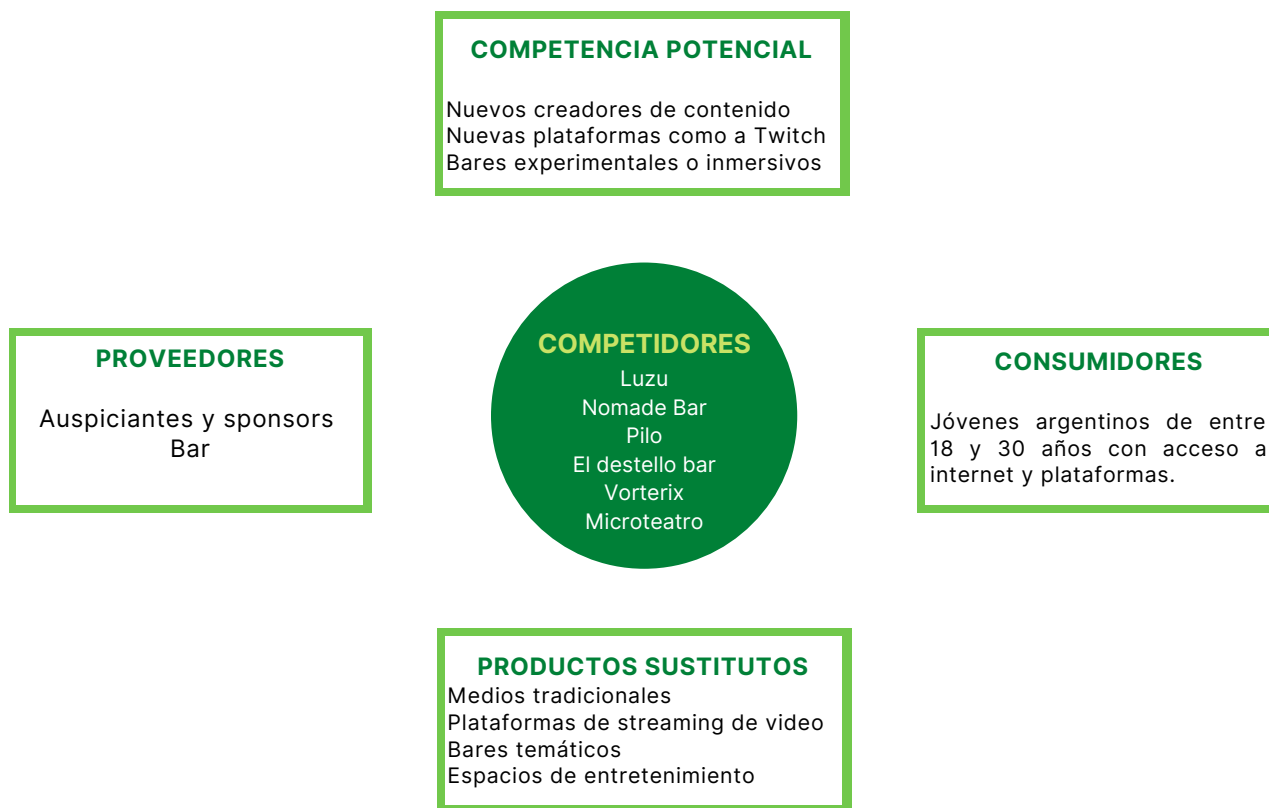 COMPETENCIA POTENCIAL
Nuevos creadores de contenido
Nuevas plataformas como a Twitch
Bares experimentales o inmersivos
PROVEEDORES
Auspiciantes y sponsors
Bar
COMPETIDORES
Luzu
Nomade Bar
Pilo
El destello bar
Vorterix
Microteatro
CONSUMIDORES
Jóvenes argentinos de entre
18 y 30 años con acceso a
internet y plataformas.
PRODUCTOS SUSTITUTOS
Medios tradicionales
Plataformas de streaming de video
Bares temáticos
Espacios de entretenimiento